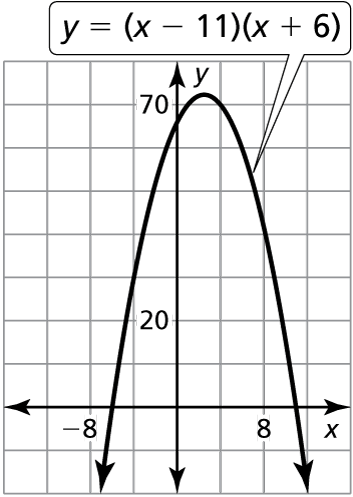 y = (x − 11)(x + 6)
y
70
20
−8
8
x